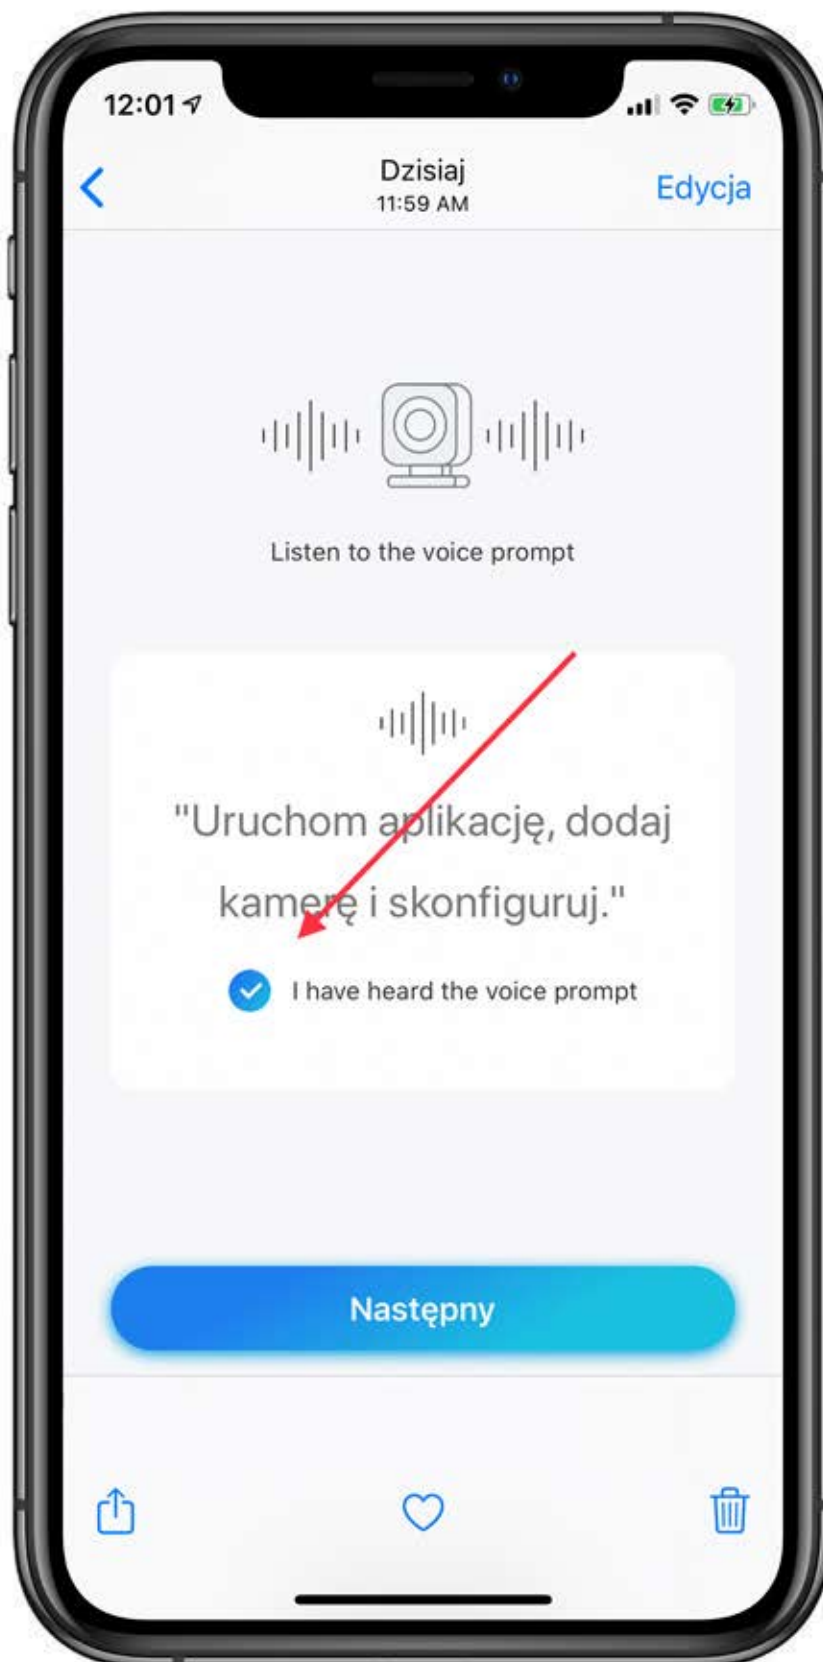 12:01
Dzisiaj
11:59 AM
Edycja
Listen to the voice prompt
"Uruchom aplikację, dodaj
kamerę i skonfiguruj."
I have heard the voice prompt
Następny